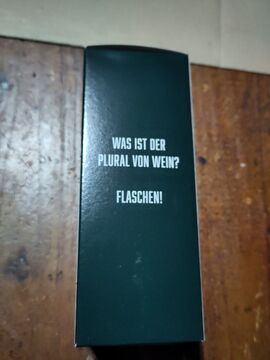 WAS IST DER
PLURAL VON WEIN?
FLASCHEN!